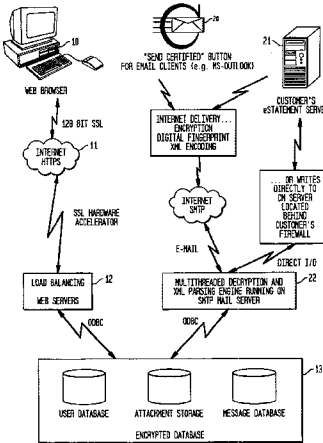 10
WEB BROWSER
128 BIT SSL
INTERNET
HTTPS
11
SSL HARDWARE
ACCELERATOR
LOAD BALANCING
WEB SERVERS
12
ODBC
20
"SEND CERTIFIED" BUTTON
FOR EMAIL CLIENTS (e.g. MS-OUTLOOK)
INTERNET DELIVERY...
ENCRYPTION
DIGITAL FINGERPRINT
XML ENCODING
INTERNET
SMTP
E-MAIL
21
CUSTOMER'S
eSTATEMENT SERVER
... OR WRITES
DIRECTLY TO
CM SERVER
LOCATED
BEHIND
CUSTOMER'S
FIREWALL
DIRECT I/O
22
MULTITHREADED DECRYPTION AND
XML PARSING ENGINE RUNNING ON
SMTP MAIL SERVER
ODBC
13
USER DATABASE
ATTACHMENT STORAGE
MESSAGE DATABASE
ENCRYPTED DATABASE